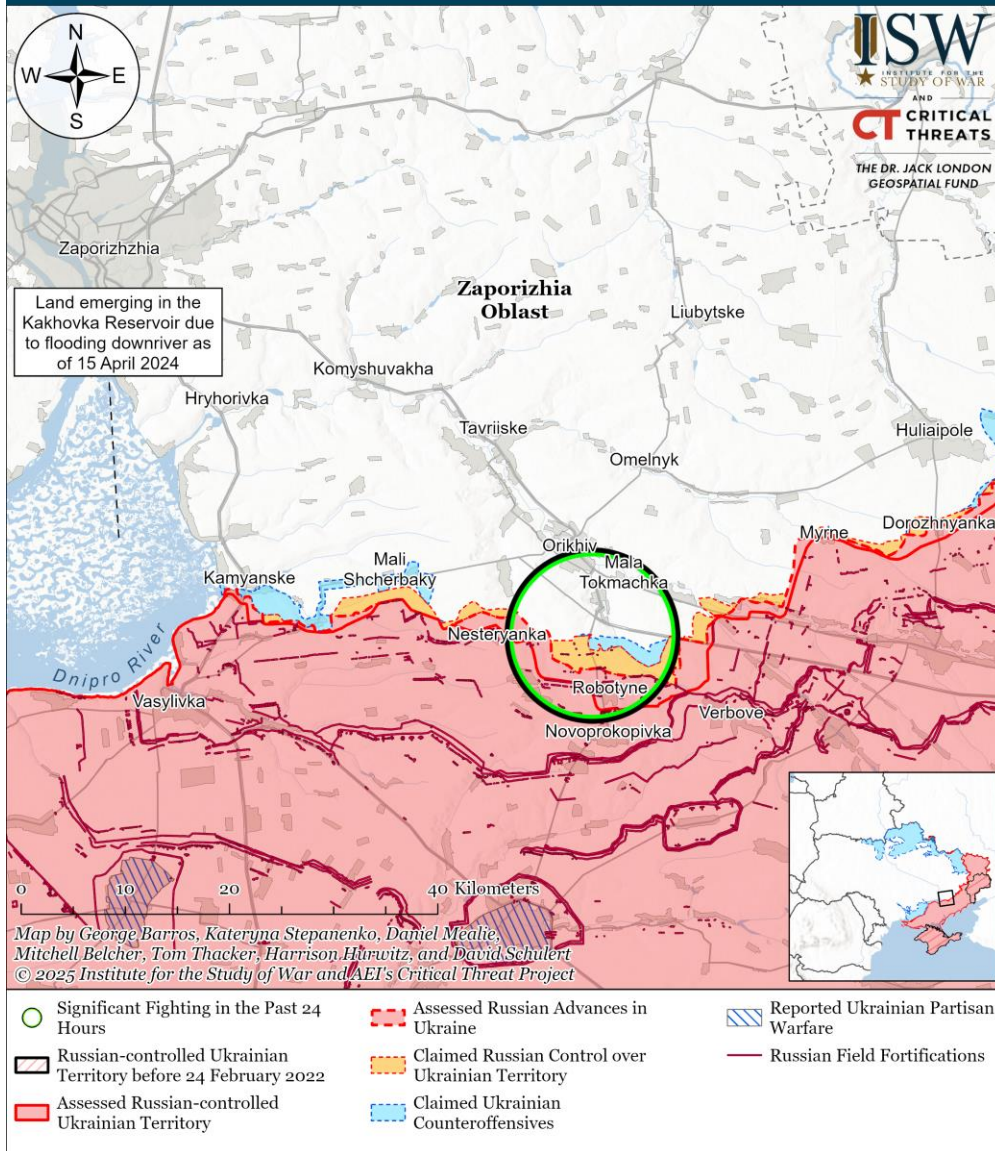 N
W
E
S
ISW
INSTITUTE FOR THE
STUDY OF WAR
AND
CT CRITICAL
THREATS
THE DR. JACK LONDON
GEOSPATIAL FUND
Zaporizhzhia
Land emerging in the
Kakhovka Reservoir due
to flooding downriver as
of 15 April 2024
Zaporizhia
Oblast
Liubytske
Komyshuvakha
Hryhorivka
Tavriiske
Huliaipole
Omelnyk
Orikhiv
Myrne
Dorozhnyanka
Kamyanske
Mali
Shcherbaky
Mala
Tokmachka
Nesteryanka
Dnipro River
Robotyne
Vasylivka
Verbove
Novoprokopivka
0
10
20
40 Kilometers
Map by George Barros, Kateryna Stepanenko, Daniel Mealie,
Mitchell Belcher, Tom Thacker, Harrison Hurwitz, and David Schulert
© 2025 Institute for the Study of War and AEI's Critical Threat Project
Significant Fighting in the Past 24
Hours
Russian-controlled Ukrainian
Territory before 24 February 2022
Assessed Russian-controlled
Ukrainian Territory
Assessed Russian Advances in
Ukraine
Claimed Russian Control over
Ukrainian Territory
Claimed Ukrainian
Counteroffensives
Reported Ukrainian Partisan
Warfare
Russian Field Fortifications